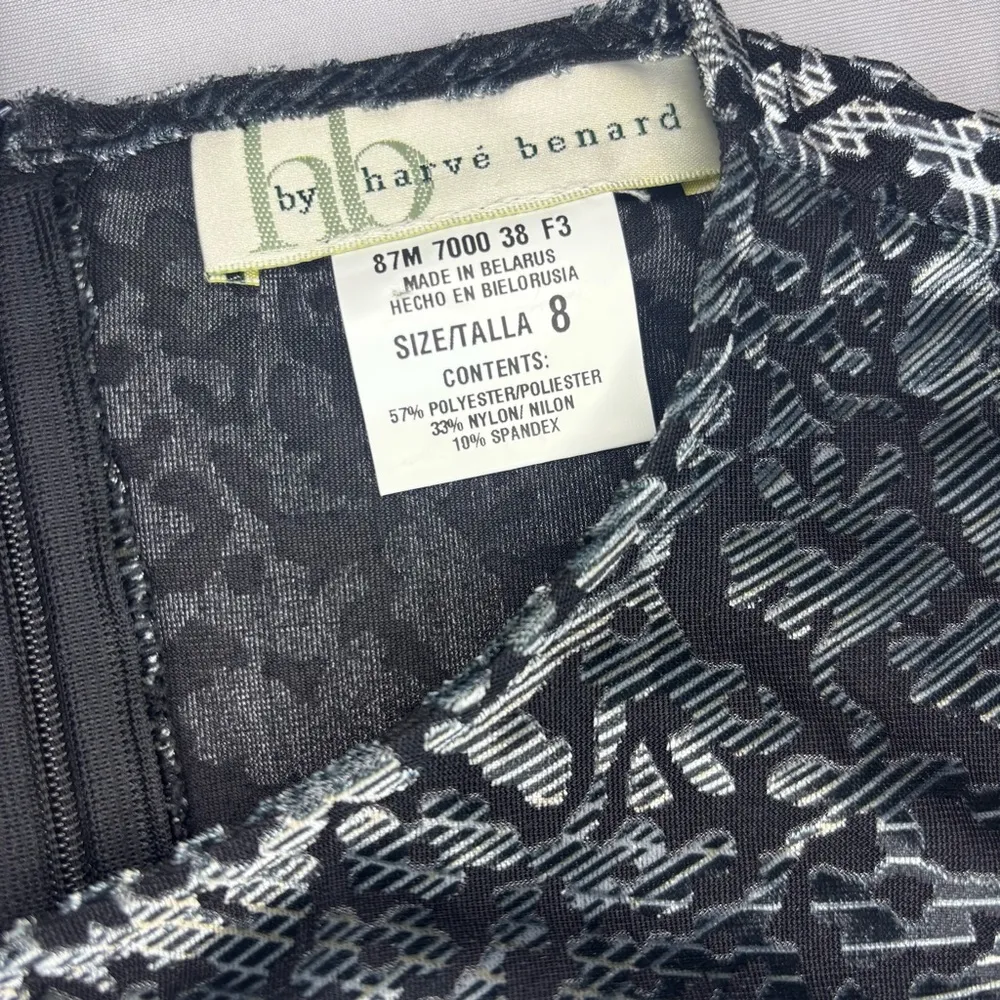 hb
by harvé benard
87M 7000 38 F3
MADE IN BELARUS
HECHO EN BIELORUSIA
SIZE/TALLA 8
CONTENTS:
57% POLYESTER/POLIESTER
33% NYLON/ NILON
10% SPANDEX